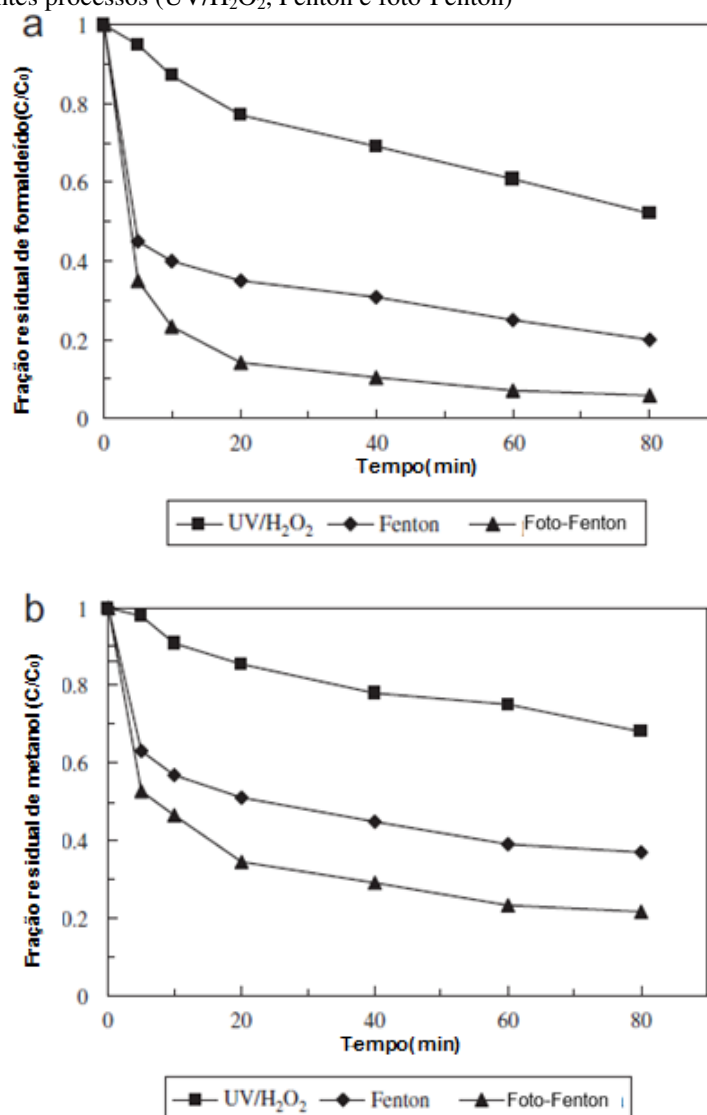 ntes processos (UV/H₂O₂, Fenton e foto-Fenton)
a
Fração residual de formaldeído(C/C₀)
1
0.8
0.6
0.4
0.2
0
0 20 40 60 80
Tempo( min)
UV/H₂O₂ Fenton Foto-Fenton
b
Fração residual de metanol (C/C₀)
1
0.8
0.6
0.4
0.2
0
0 20 40 60 80
Tempo( min)
UV/H₂O₂ Fenton Foto-Fenton